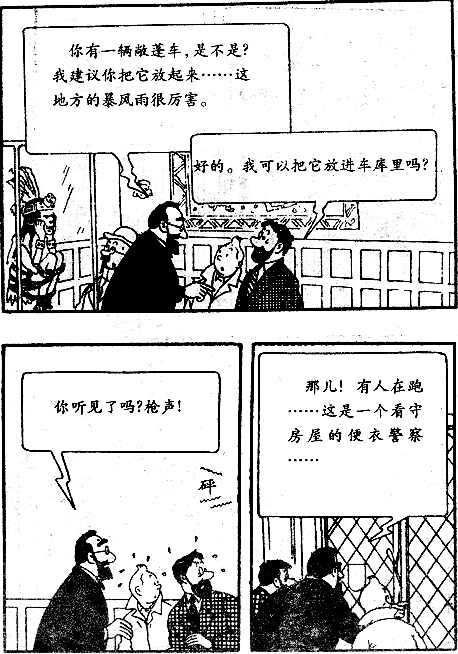 你有一辆敞蓬车,是不是?
我建议你把它放起来……这
地方的暴风雨很厉害。
好的。我可以把它放进车库里吗?
你听见了吗?枪声!
砰
那儿!有人在跑
……这是一个看守
房屋的便衣警察
……